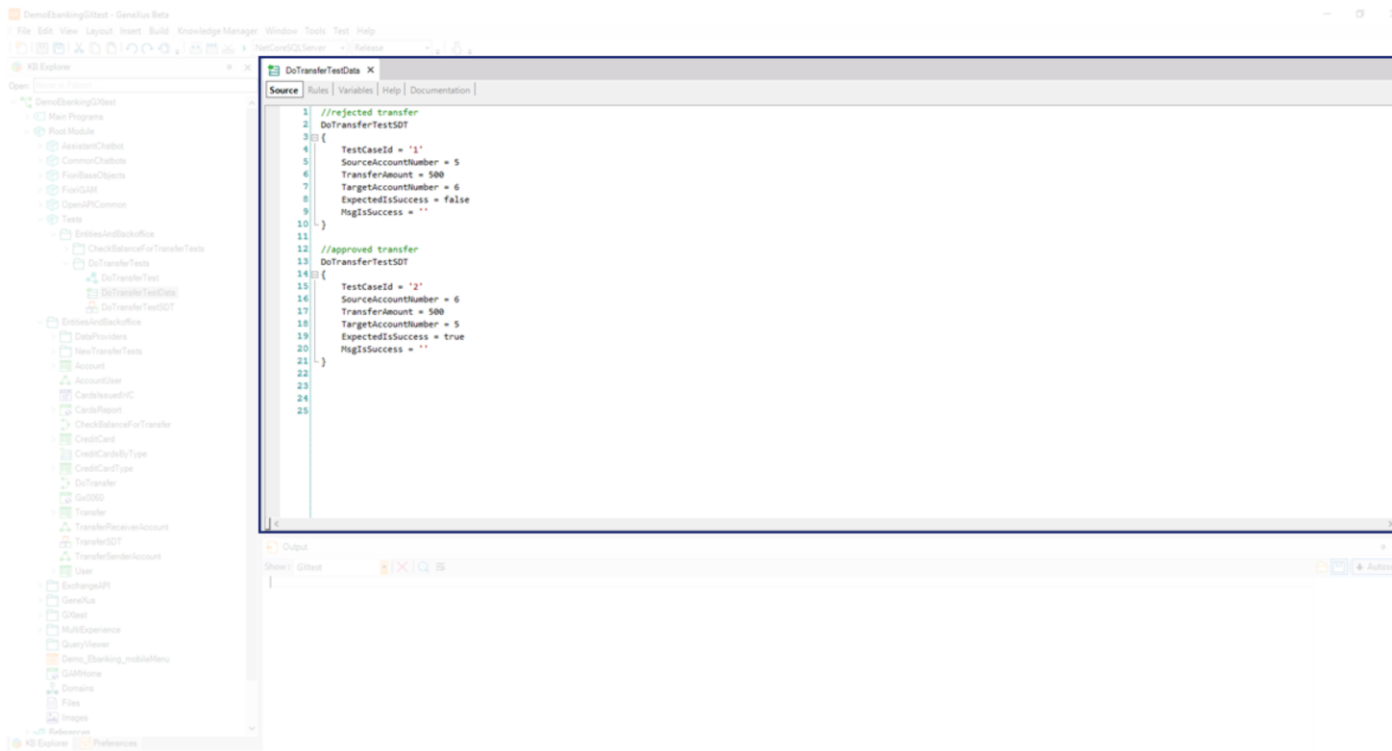 DemoEbankingGXtest - GeneXus Beta
File Edit View Layout Insert Build Knowledge Manager Window Tools Test Help
NetCoreSQLServer Release
KB Explorer
Open:
DemoEbankingGXtest
Main Programs
Root Module
AssistantChatbot
CommonChatbots
FioriBaseObjects
FioriGAM
OpenAPICommon
Tests
EntitiesAndBackoffice
CheckBalanceForTransferTests
DoTransferTests
DoTransferTest
DoTransferTestData
DoTransferTestSDT
EntitiesAndBackoffice
DataProviders
NewTransferTests
Account
AccountUser
CardsIssuedWC
CardsReport
CheckBalanceForTransfer
CreditCard
CreditCardsByType
CreditCardType
DoTransfer
Gx0060
Transfer
TransferReceiverAccount
TransferSDT
TransferSenderAccount
User
ExchangeAPI
GeneXus
GXtest
MultiExperience
QueryViewer
Demo_Ebanking_mobileMenu
GAMHome
Domains
Files
Images
References
KB Explorer Preferences
DoTransferTestData X
Source Rules Variables Help Documentation
1 //rejected transfer
2 DoTransferTestSDT
3 {
4 TestCaseId = '1'
5 SourceAccountNumber = 5
6 TransferAmount = 500
7 TargetAccountNumber = 6
8 ExpectedIsSuccess = false
9 MsgIsSuccess = ''
10 }
11
12 //approved transfer
13 DoTransferTestSDT
14 {
15 TestCaseId = '2'
16 SourceAccountNumber = 6
17 TransferAmount = 500
18 TargetAccountNumber = 5
19 ExpectedIsSuccess = true
20 MsgIsSuccess = ''
21 }
22
23
24
25
Output
Show: GXtest